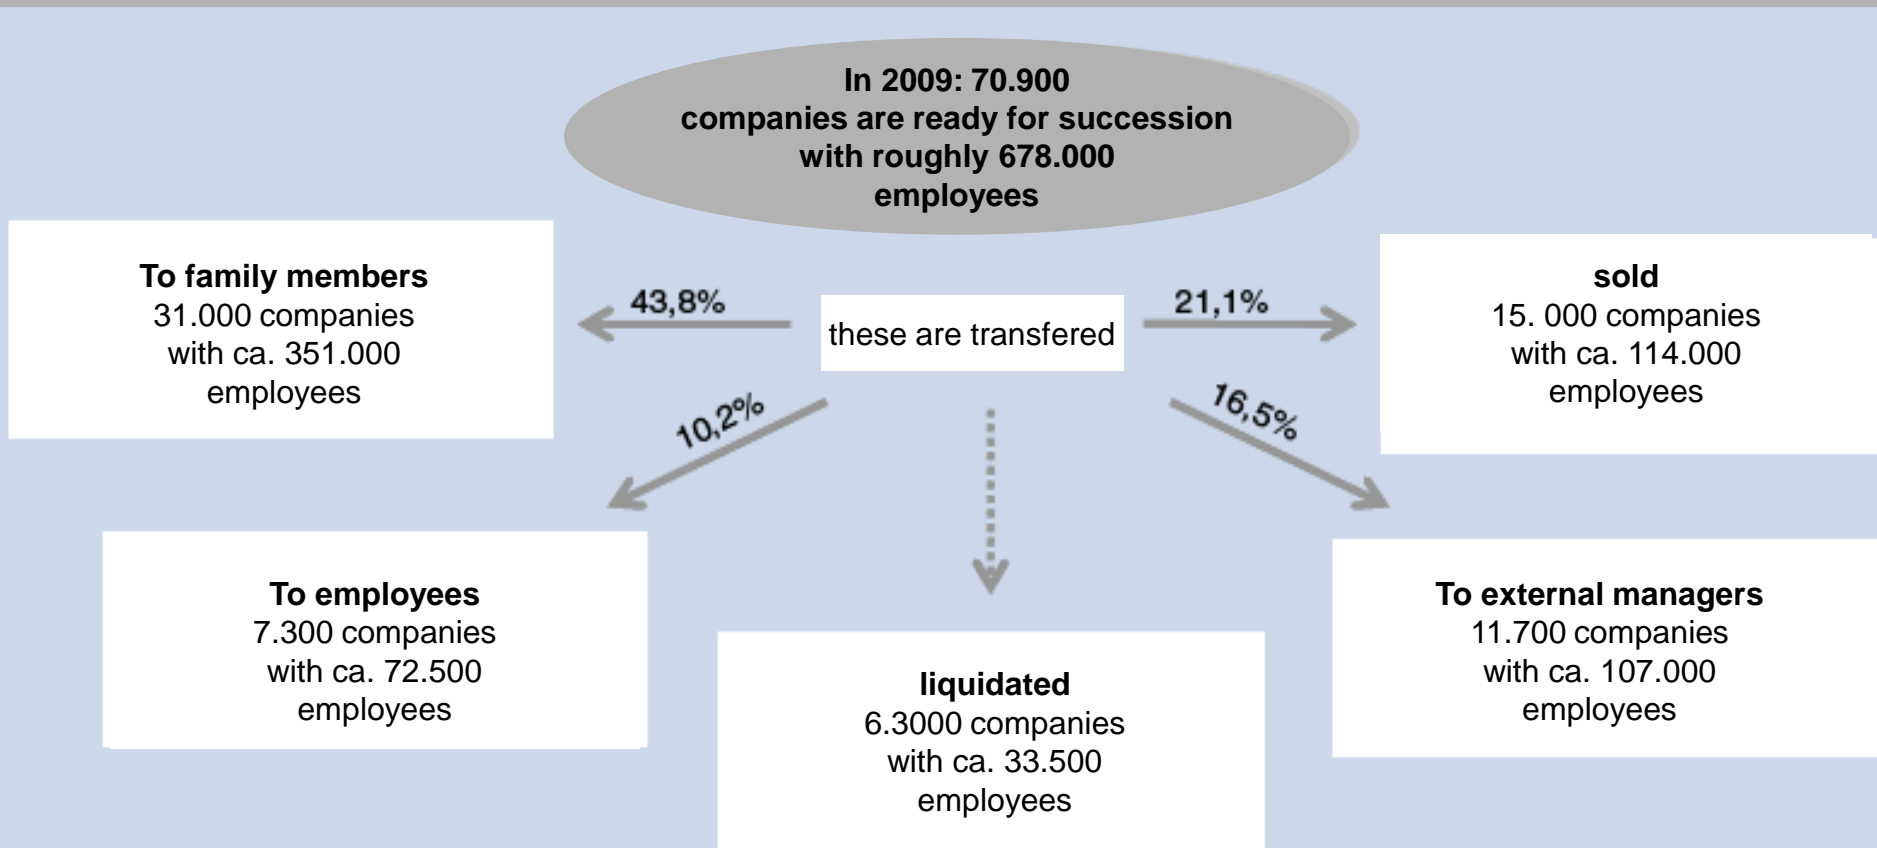 In 2009: 70.900
companies are ready for succession
with roughly 678.000
employees
To family members
31.000 companies
with ca. 351.000
employees
43,8%
these are transfered
21,1%
sold
15. 000 companies
with ca. 114.000
employees
10,2%
16,5%
To employees
7.300 companies
with ca. 72.500
employees
liquidated
6.3000 companies
with ca. 33.500
employees
To external managers
11.700 companies
with ca. 107.000
employees